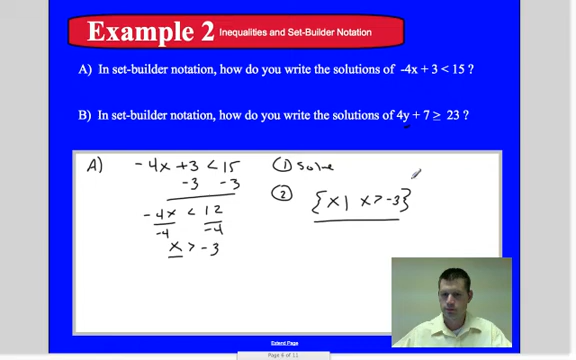 Example 2 Inequalities and Set-Builder Notation
A) In set-builder notation, how do you write the solutions of -4x + 3 < 15 ?
B) In set-builder notation, how do you write the solutions of 4y + 7 ≥ 23 ?
A) -4x +3 < 15 ① Solve
-3 -3
② {x| x > -3}
-4x < 12
-4 -4
x > -3
Extend Page
Page 6 of 11